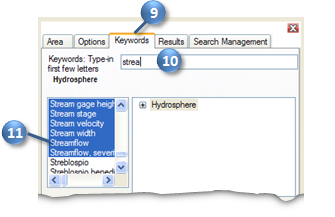 9
Area Options Keywords Results Search Management
Keywords: Type-in
first few letters
strea
10
Hydrosphere
Stream gage heigh
Hydrosphere
Stream stage
Stream velocity
Stream width
11
Streamflow
Streamflow, severi
Streblospio
Streblospio benedi